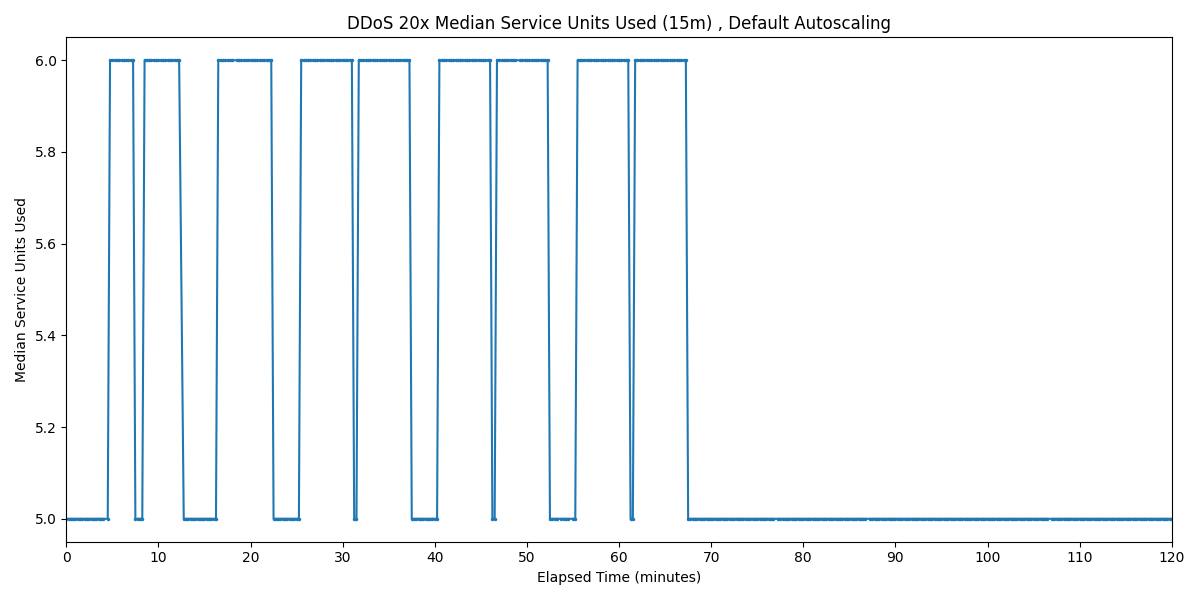 DDoS 20x Median Service Units Used (15m) , Default Autoscaling
Median Service Units Used
6.0
5.8
5.6
5.4
5.2
5.0
0 10 20 30 40 50 60 70 80 90 100 110 120
Elapsed Time (minutes)